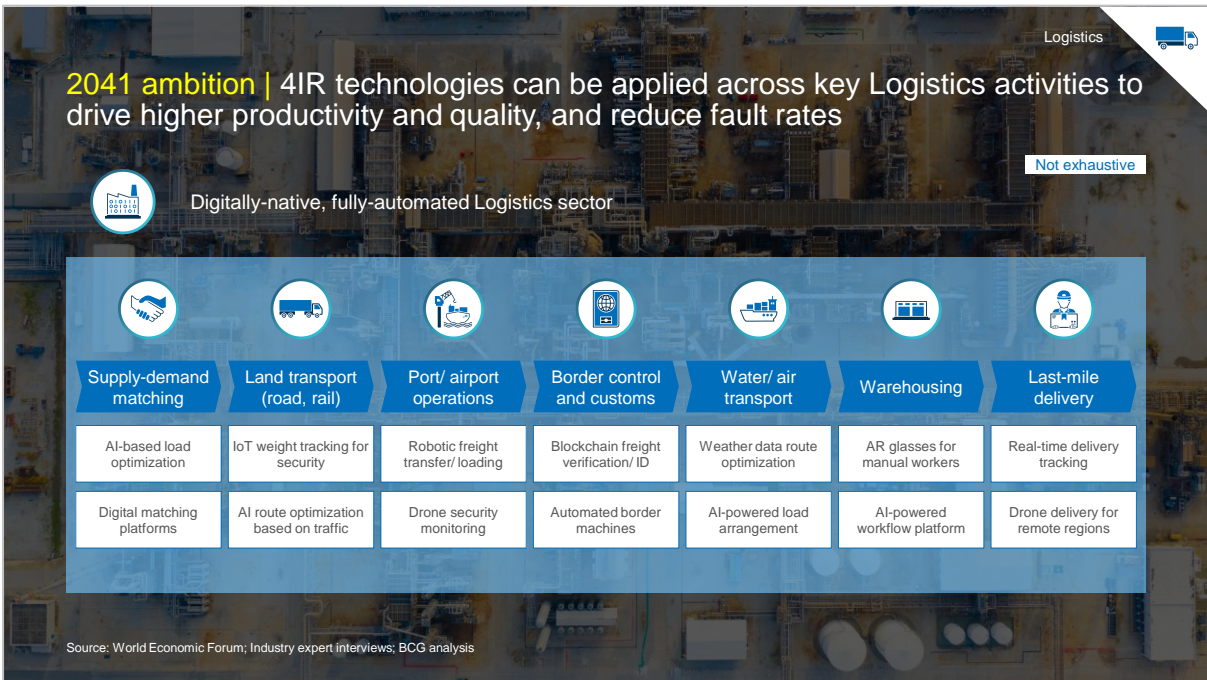 Logistics
2041 ambition | 4IR technologies can be applied across key Logistics activities to
drive higher productivity and quality, and reduce fault rates
Not exhaustive
010111
001101
Digitally-native, fully-automated Logistics sector
Supply-demand
matching
Land transport
(road, rail)
Port/ airport
operations
Border control
and customs
Water/ air
transport
Warehousing
Last-mile
delivery
AI-based load
optimization
IoT weight tracking for
security
Robotic freight
transfer/ loading
Blockchain freight
verification/ ID
Weather data route
optimization
AR glasses for
manual workers
Real-time delivery
tracking
Digital matching
platforms
AI route optimization
based on traffic
Drone security
monitoring
Automated border
machines
AI-powered load
arrangement
AI-powered
workflow platform
Drone delivery for
remote regions
Source: World Economic Forum; Industry expert interviews; BCG analysis